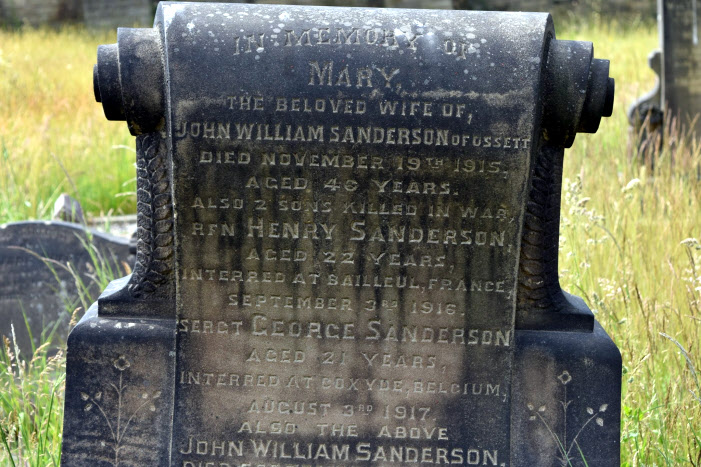 IN MEMORY OF
MARY,
THE BELOVED WIFE OF,
JOHN WILLIAM SANDERSON OF OSSETT
DIED NOVEMBER 19TH 1915.
AGED 46 YEARS.
ALSO 2 SONS KILLED IN WAR,
RFN HENRY SANDERSON,
AGED 22 YEARS,
INTERRED AT BAILLEUL, FRANCE,
SEPTEMBER 3RD 1916.
SERGT GEORGE SANDERSON
AGED 21 YEARS,
INTERRED AT COXYUE, BELGIUM,
AUGUST 3RD 1917.
ALSO THE ABOVE
JOHN WILLIAM SANDERSON,
DIED